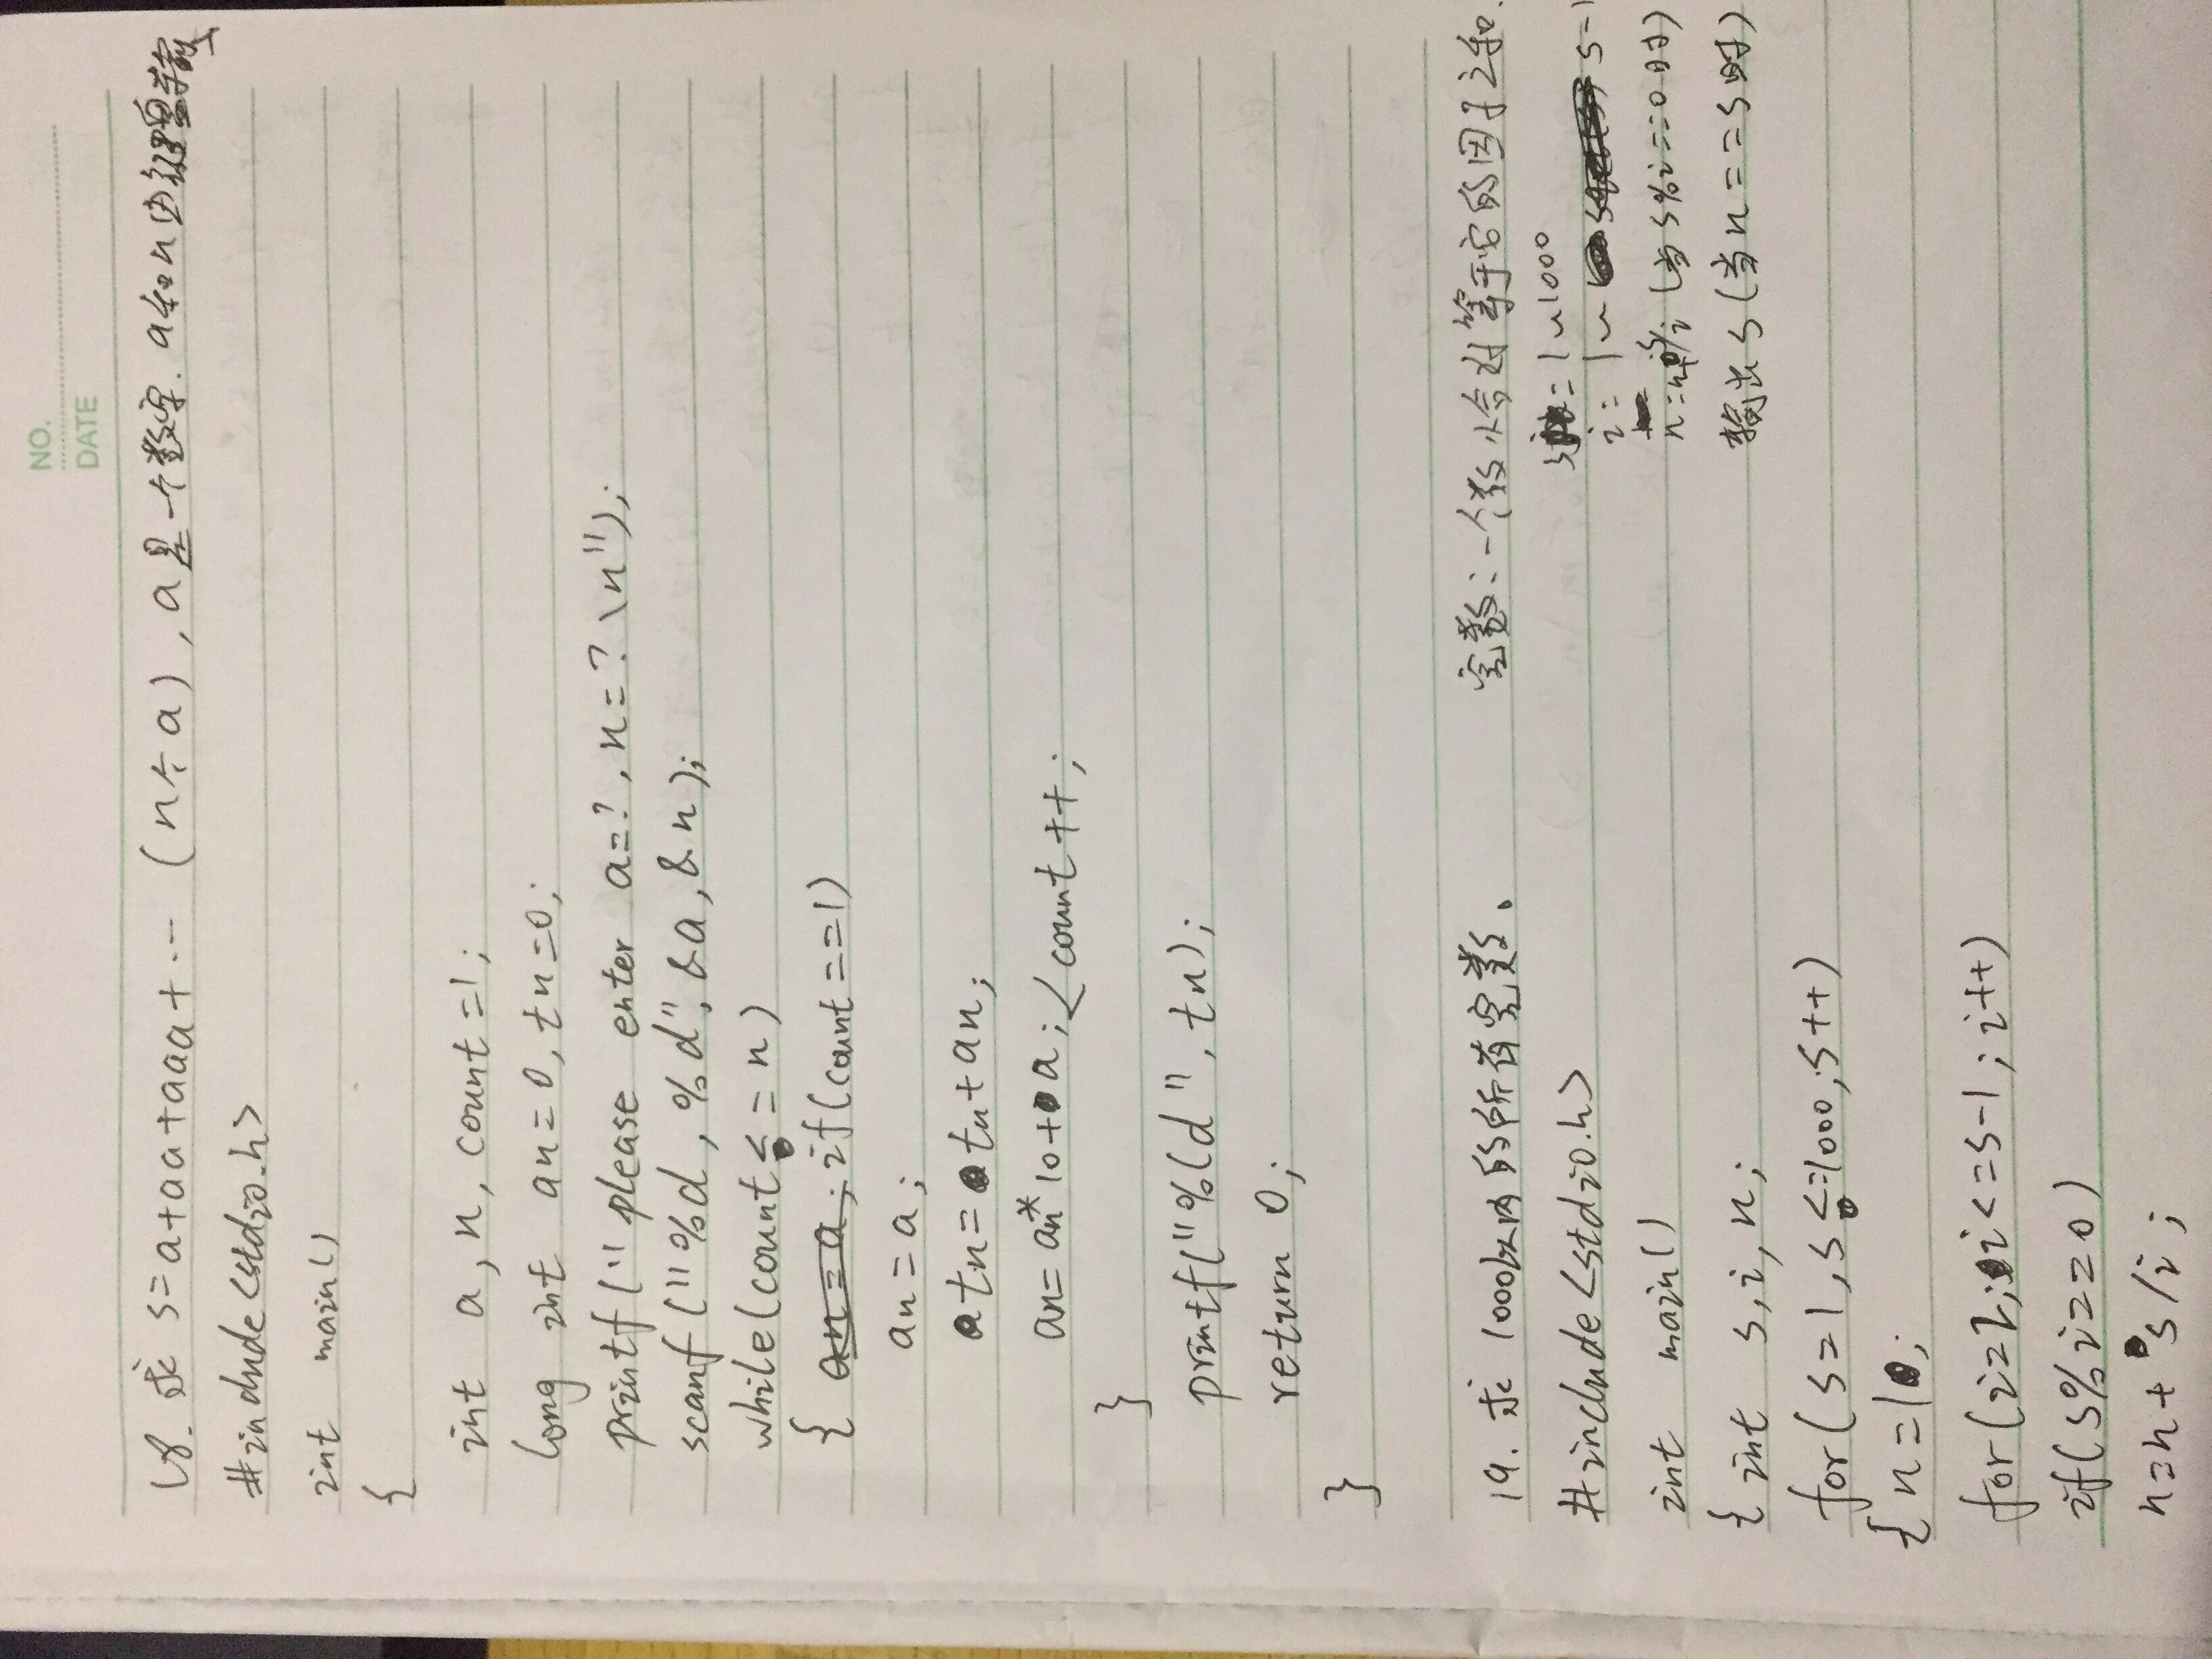 NO.
DATE
18. 求 s=a+aa+aaa+... (n个a), a是一个数字. a和n由键盘
#include<stdio.h>
int main()
{
int a, n, count=1;
long int an=0, tn=0;
printf("please enter a=?, n=? \n");
scanf("%d, %d", &a, &n);
while(count<=n)
{ an=a; if(count==1)
an=a;
tn=tn+an;
an=an*10+a; count++;
}
printf("%ld", tn);
return 0;
}
19. 求1000以内的所有完数。 完数:一个数恰好等于它的因子之和.
#include<stdio.h> s=1~1000
int main() i=1~ s-1
{ int s,i,n; n=n+s/i (当s%i==0时)
for(s=1,s<=1000;s++) 输出s(当n==s时)
{ n=1;
for(i=2;i<=s-1;i++)
if(s%i==0)
n=n+s/i;